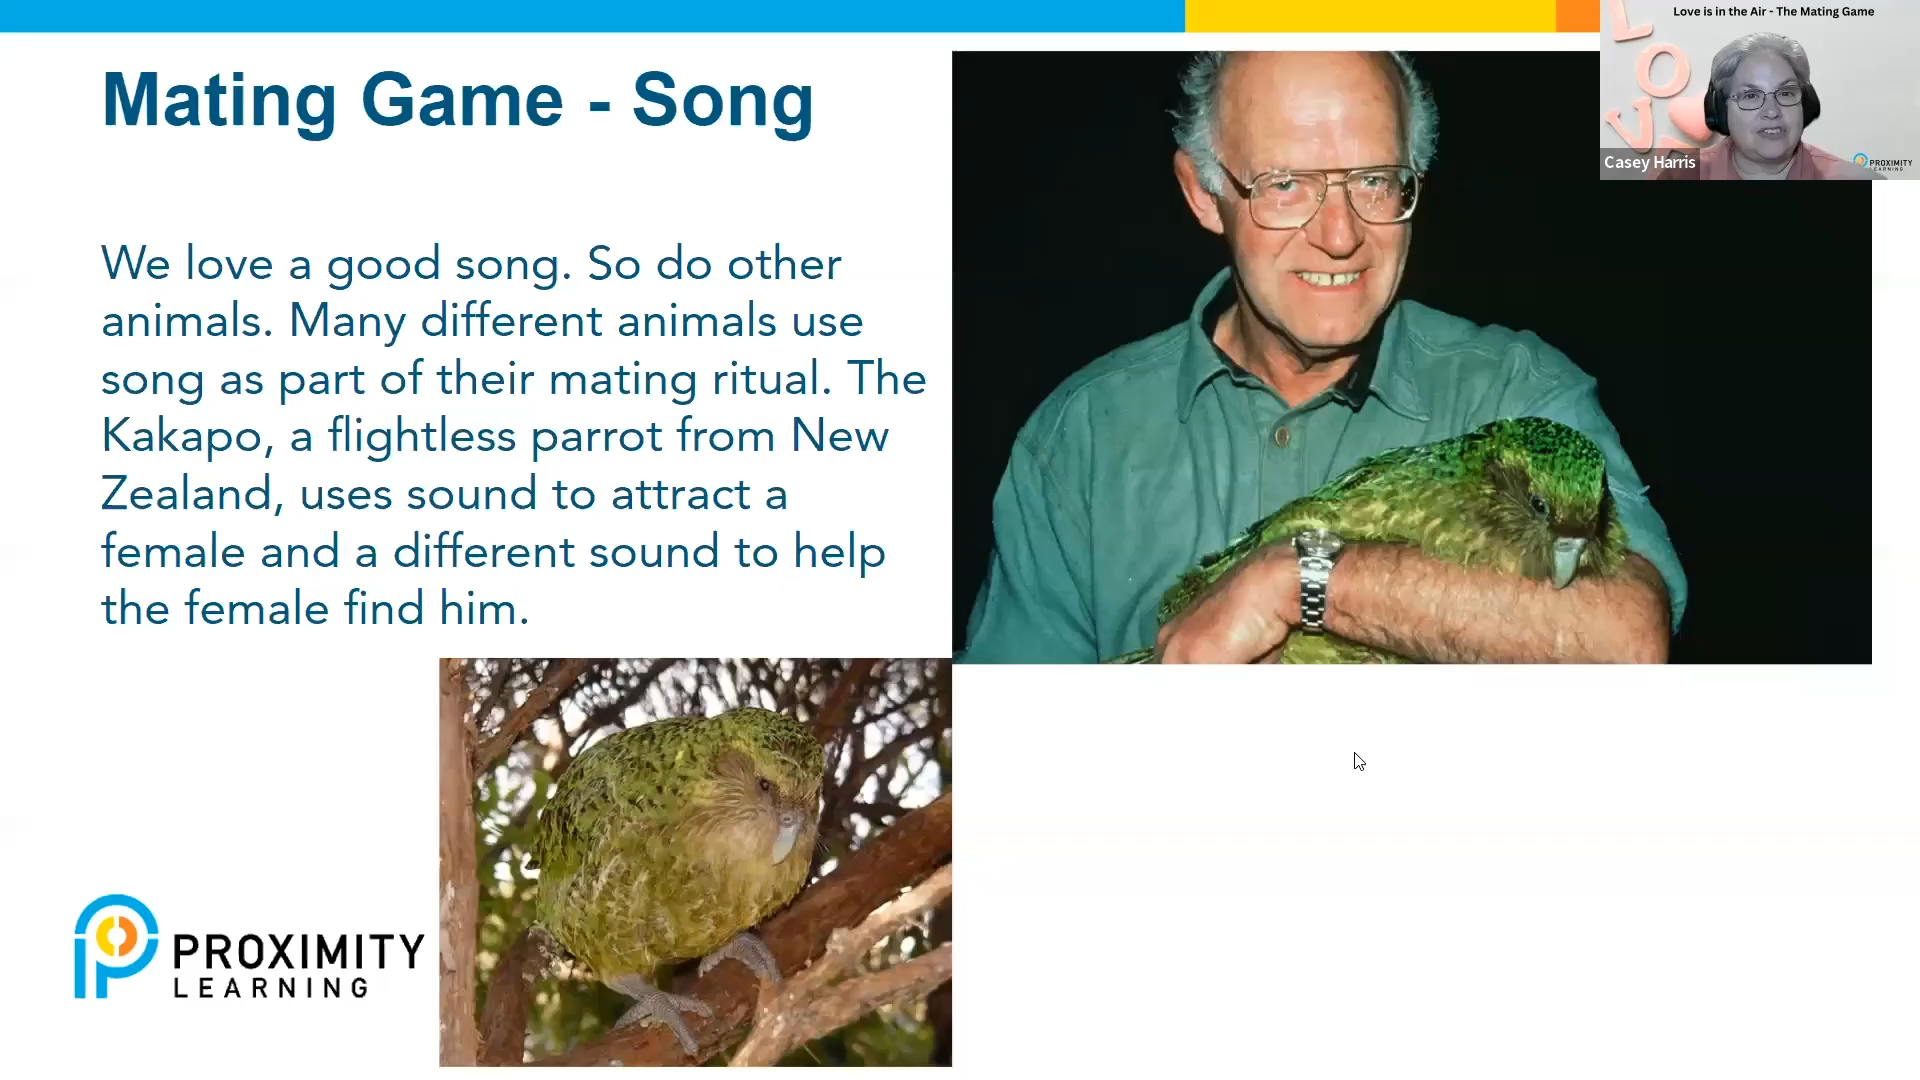 Love is in the Air - The Mating Game
L
O
V
Casey Harris
PROXIMITY
LEARNING
Mating Game - Song
We love a good song. So do other
animals. Many different animals use
song as part of their mating ritual. The
Kakapo, a flightless parrot from New
Zealand, uses sound to attract a
female and a different sound to help
the female find him.
PROXIMITY
LEARNING